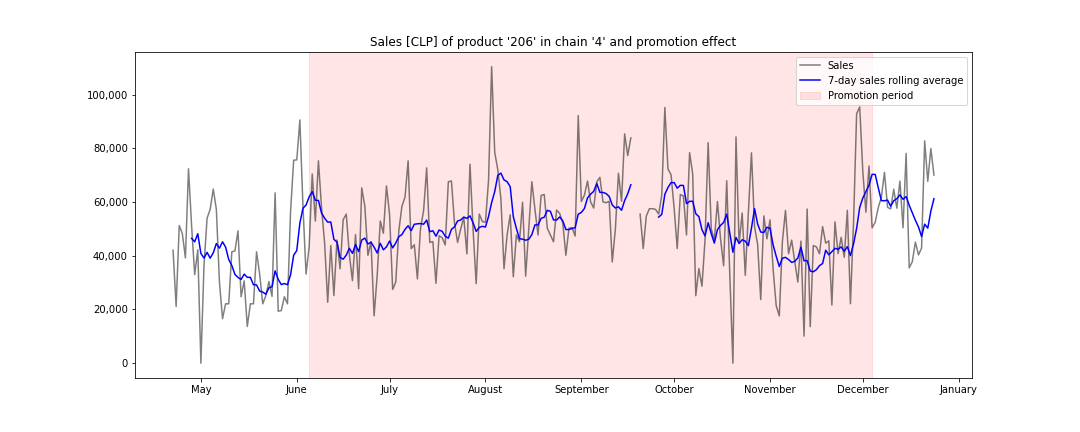 Sales [CLP] of product '206' in chain '4' and promotion effect
Sales
7-day sales rolling average
Promotion period
100,000
80,000
60,000
40,000
20,000
0
May June July August September October November December January